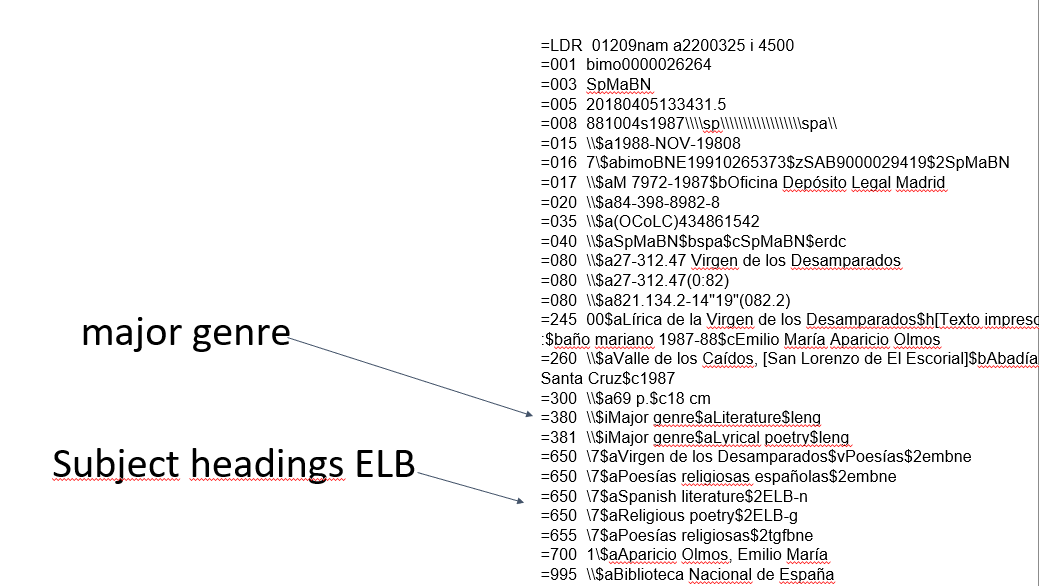 major genre
Subject headings ELB
=LDR  01209nam a2200325 i 4500
=001  bimo0000026264
=003  SpMaBN
=005  20180405133431.5
=008  881004s1987\\\\sp\\\\\\\\\\\\\\\\\\spa\\
=015  \\$a1988-NOV-19808
=016  7\$abimoBNE19910265373$zSAB9000029419$2SpMaBN
=017  \\$aM 7972-1987$bOficina Depósito Legal Madrid
=020  \\$a84-398-8982-8
=035  \\$a(OCoLC)434861542
=040  \\$aSpMaBN$bspa$cSpMaBN$erdc
=080  \\$a27-312.47 Virgen de los Desamparados
=080  \\$a27-312.47(0:82)
=080  \\$a821.134.2-14"19"(082.2)
=245  00$aLírica de la Virgen de los Desamparados$h[Texto impreso
:$baño mariano 1987-88$cEmilio María Aparicio Olmos
=260  \\$aValle de los Caídos, [San Lorenzo de El Escorial]$bAbadía
Santa Cruz$c1987
=300  \\$a69 p.$c18 cm
=380  \\$iMajor genre$aLiterature$leng
=381  \\$iMajor genre$aLyrical poetry$leng
=650  \7$aVirgen de los Desamparados$vPoesías$2embne
=650  \7$aPoesías religiosas españolas$2embne
=650  \7$aSpanish literature$2ELB-n
=650  \7$aReligious poetry$2ELB-g
=655  \7$aPoesías religiosas$2tgfbne
=700  1\$aAparicio Olmos, Emilio María
=995  \\$aBiblioteca Nacional de España